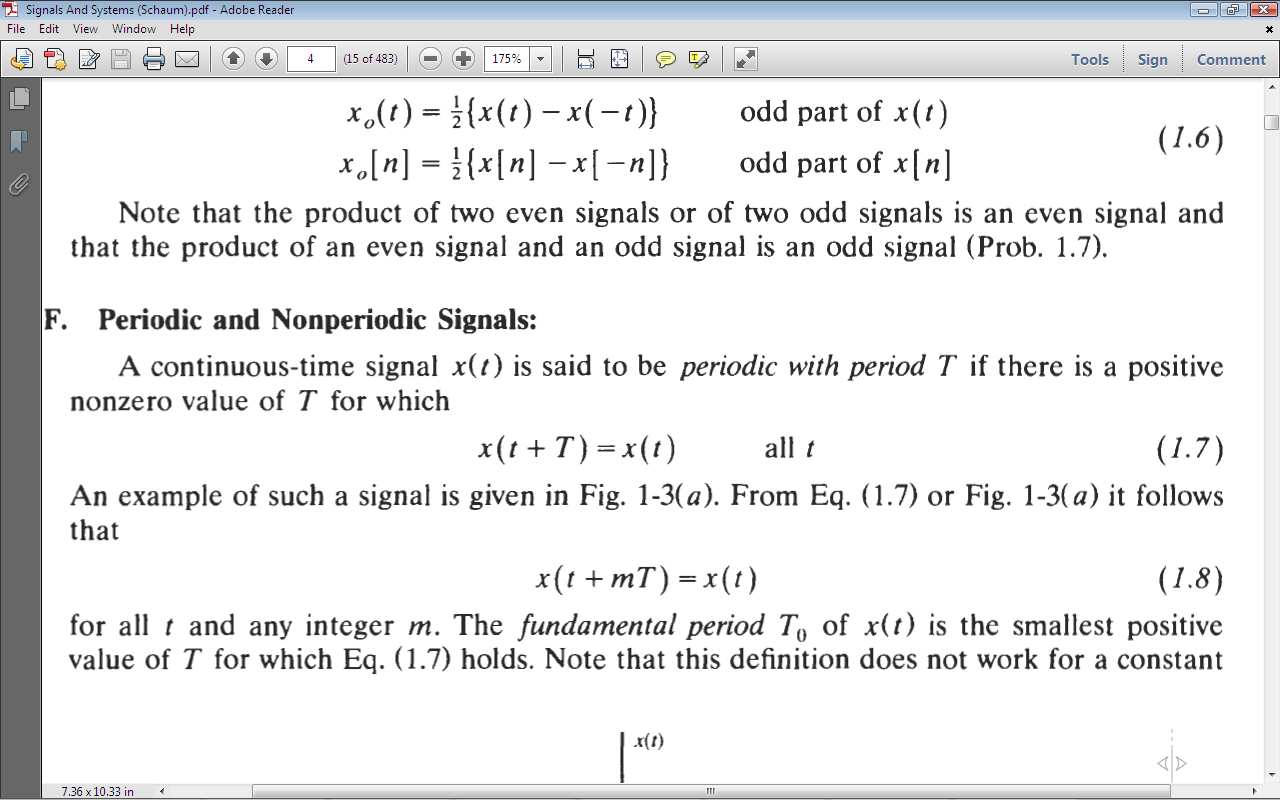 Signals And Systems (Schaum).pdf - Adobe Reader
File Edit View Window Help
4 (15 of 483) 175% Tools Sign Comment
xₒ(t) = ½{x(t) − x(−t)} odd part of x(t)
(1.6)
xₒ[n] = ½{x[n] − x[−n]} odd part of x[n]
Note that the product of two even signals or of two odd signals is an even signal and
that the product of an even signal and an odd signal is an odd signal (Prob. 1.7).
F. Periodic and Nonperiodic Signals:
A continuous-time signal x(t) is said to be periodic with period T if there is a positive
nonzero value of T for which
x(t + T) = x(t) all t (1.7)
An example of such a signal is given in Fig. 1-3(a). From Eq. (1.7) or Fig. 1-3(a) it follows
that
x(t + mT) = x(t) (1.8)
for all t and any integer m. The fundamental period T₀ of x(t) is the smallest positive
value of T for which Eq. (1.7) holds. Note that this definition does not work for a constant
x(t)
7.36 x 10.33 in